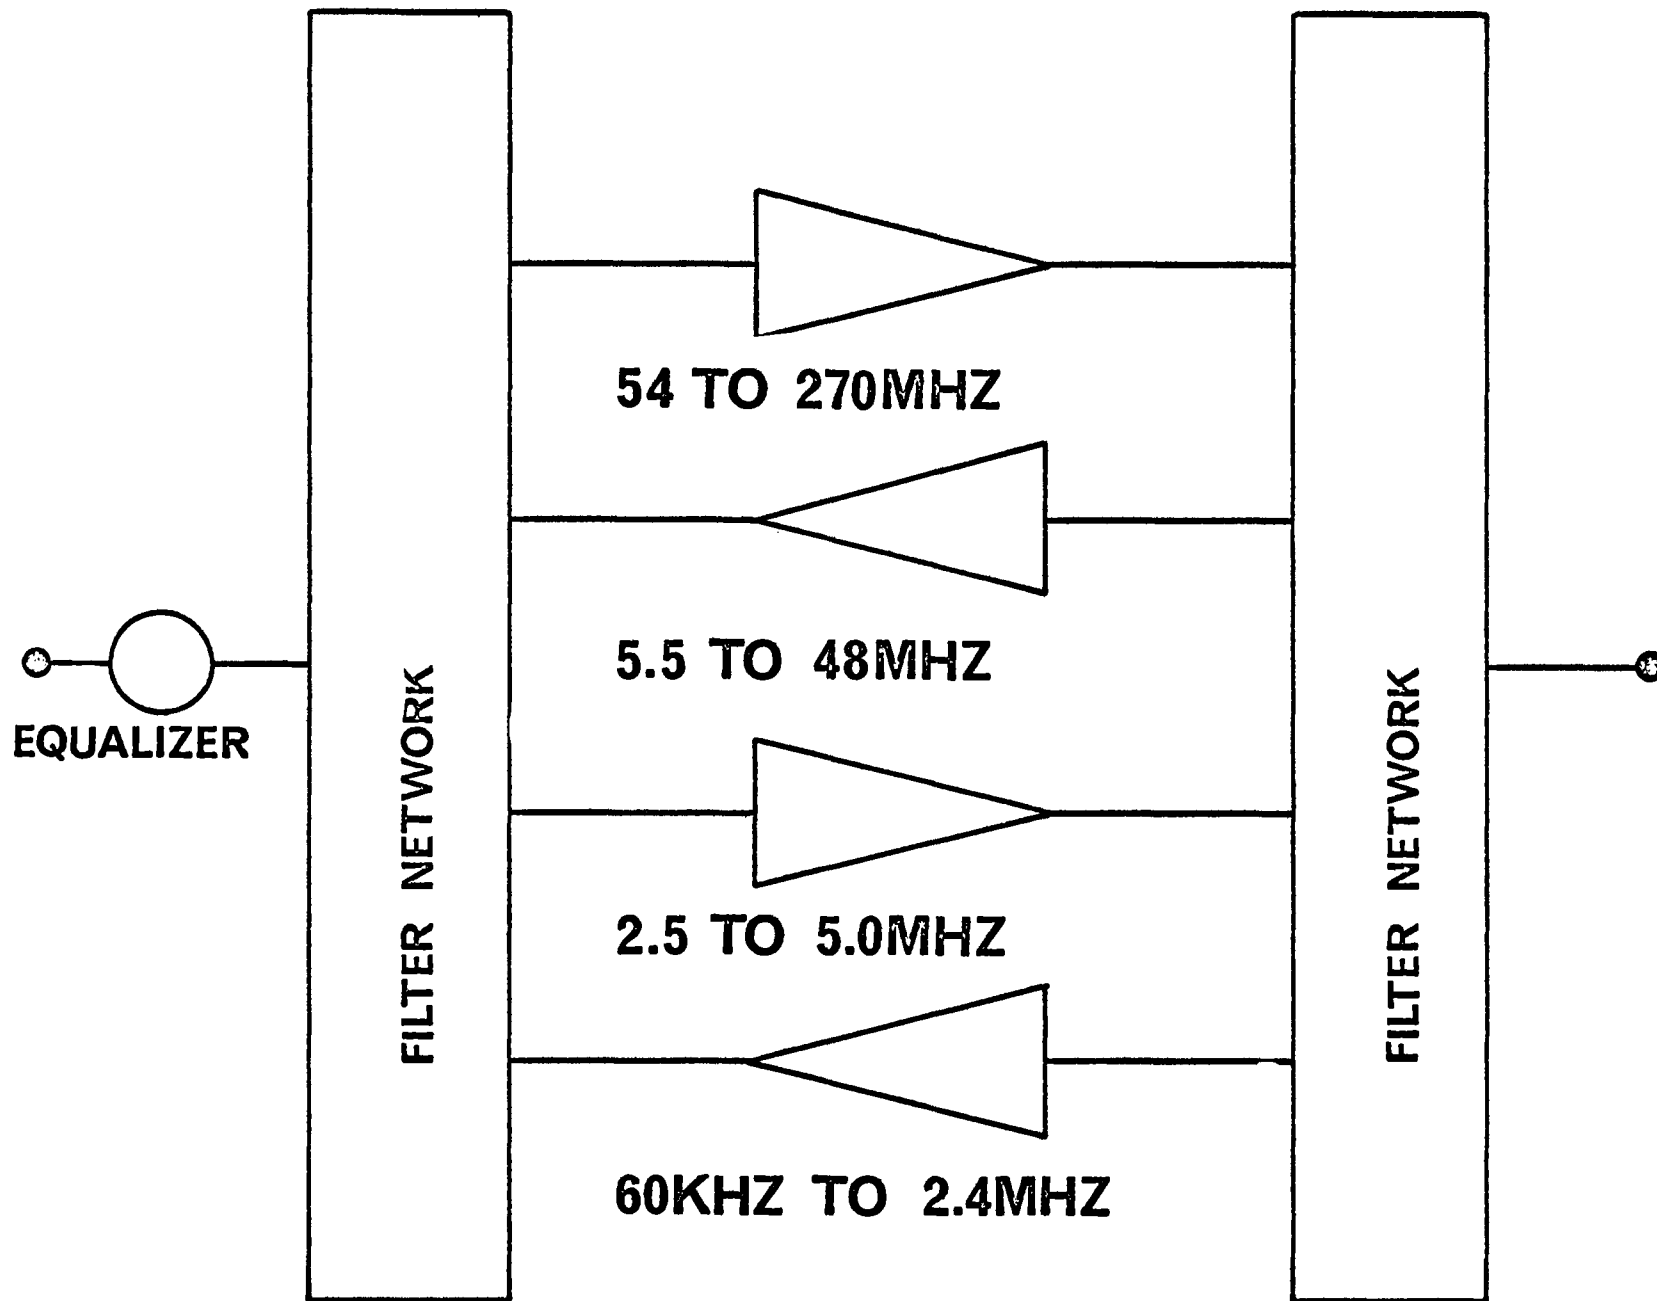 54 TO 270MHZ
5.5 TO 48MHZ
EQUALIZER
FILTER NETWORK
FILTER NETWORK
2.5 TO 5.0MHZ
60KHZ TO 2.4MHZ